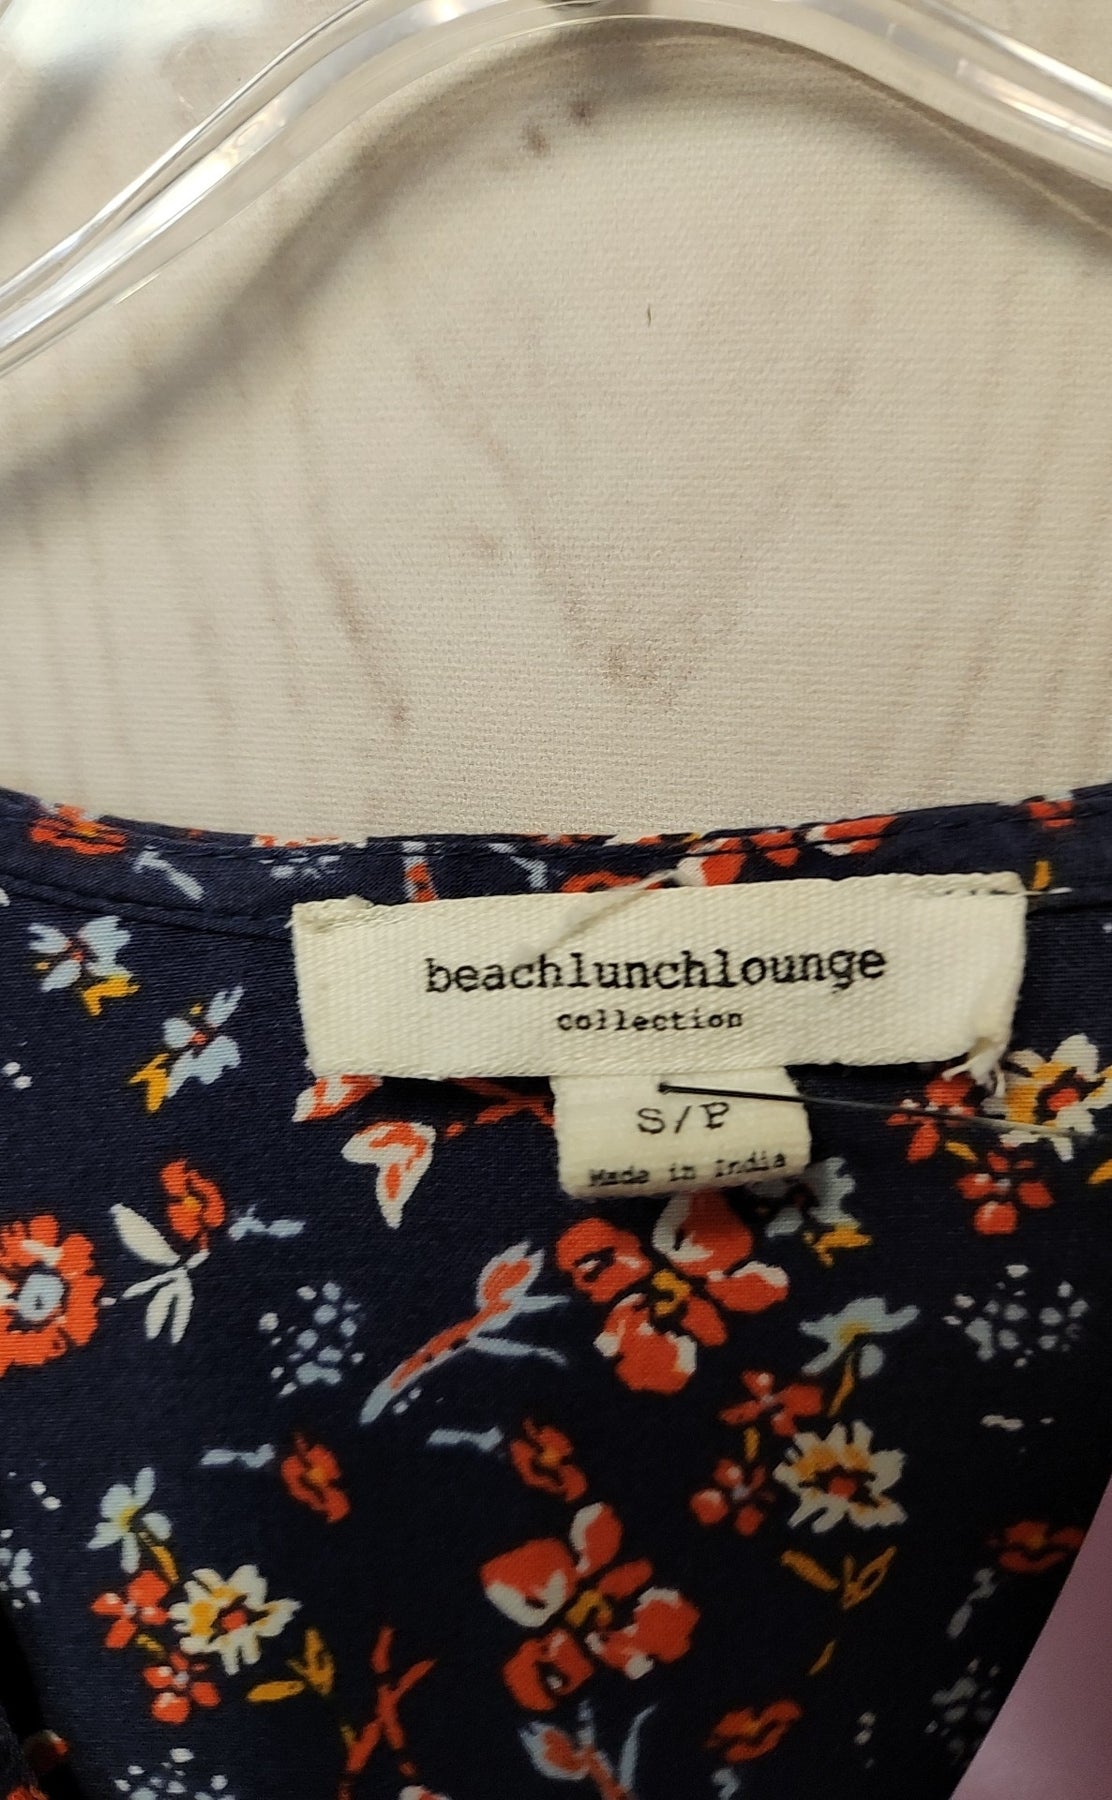 beachlunchlounge
collection
S/P
Made in India